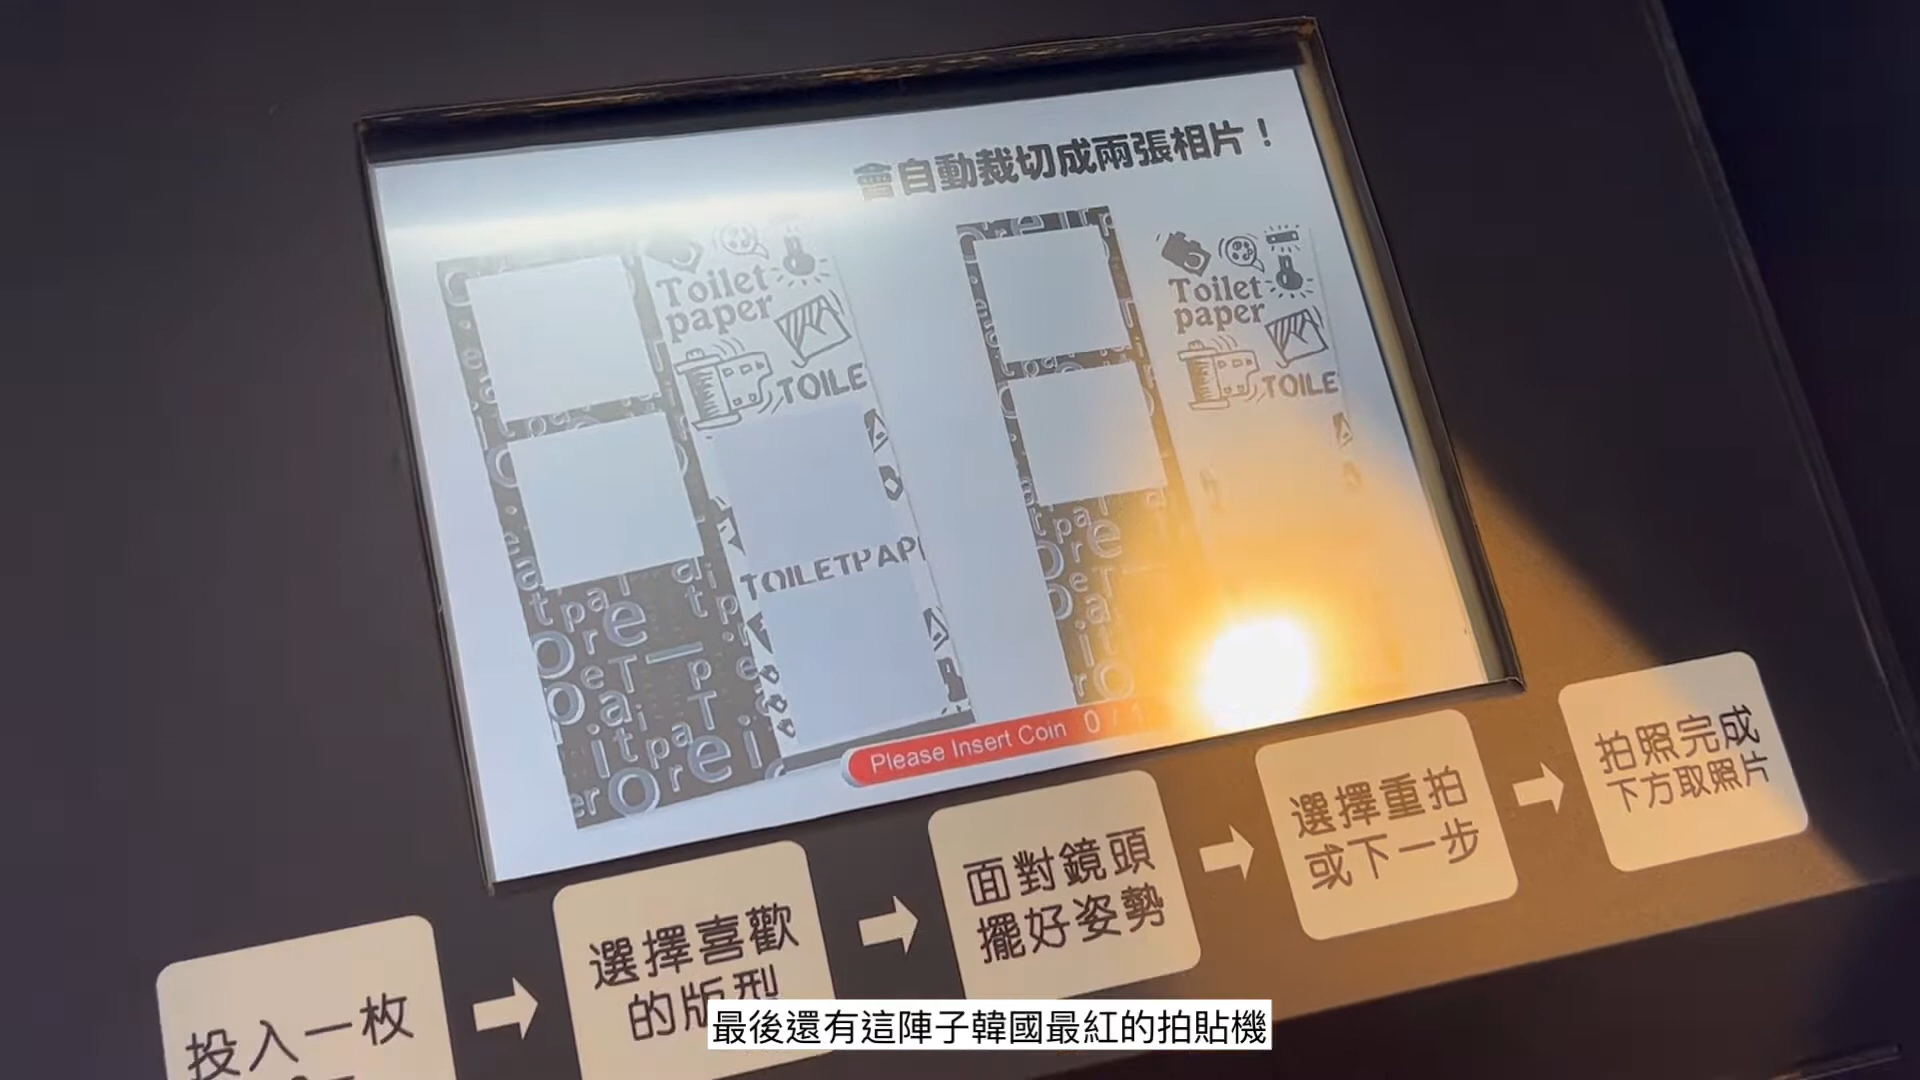 會自動裁切成兩張相片！
Toilet
paper
TOILE
TOILETPAP
Toilet
paper
TOILE
Please Insert Coin 0 / 1
投入一枚
選擇喜歡
的版型
面對鏡頭
擺好姿勢
選擇重拍
或下一步
拍照完成
下方取照片
最後還有這陣子韓國最紅的拍貼機